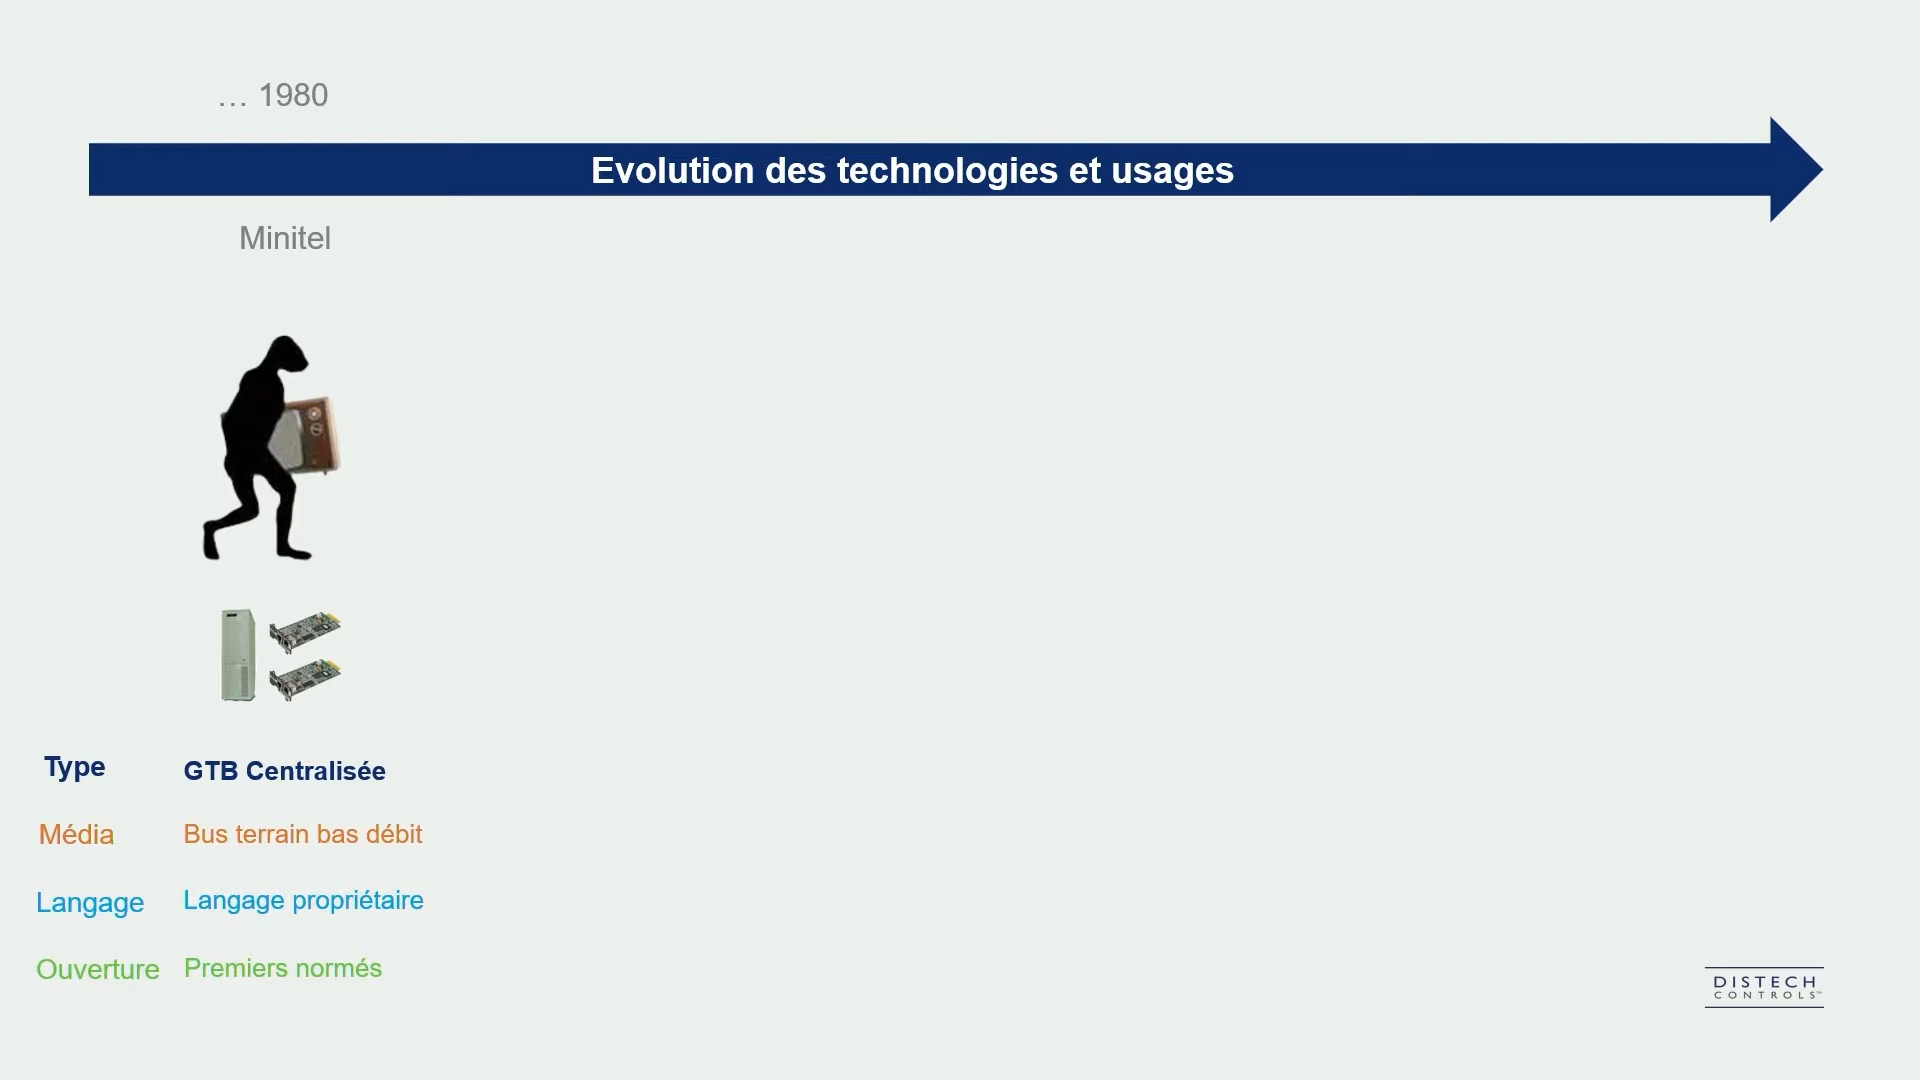 … 1980
Evolution des technologies et usages
Minitel
Type GTB Centralisée
Média Bus terrain bas débit
Langage Langage propriétaire
Ouverture Premiers normés
DISTECH
CONTROLS™